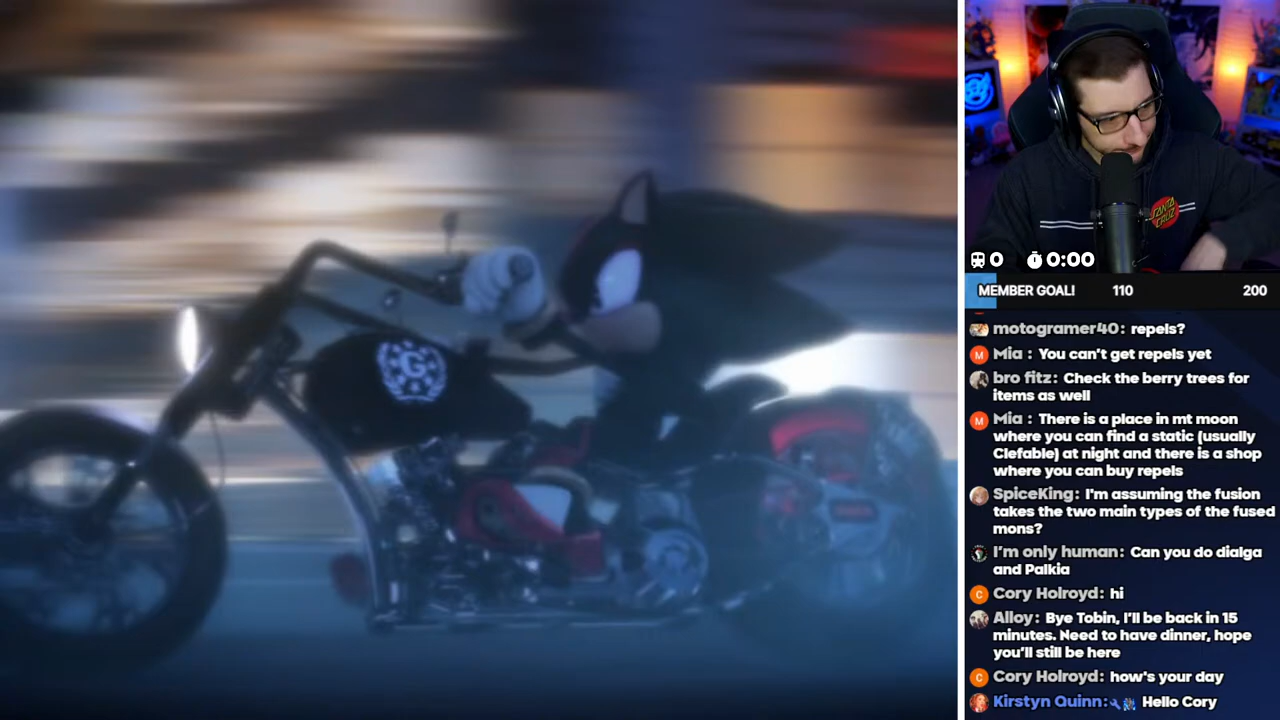 G
SANTA
CRUZ
0
0:00
MEMBER GOAL!
110
200
motogramer40: repels?
M
Mia : You can't get repels yet
bro fitz: Check the berry trees for
items as well
M
Mia : There is a place in mt moon
where you can find a static (usually
Clefable) at night and there is a shop
where you can buy repels
SpiceKing: I'm assuming the fusion
takes the two main types of the fused
mons?
I'm only human: Can you do dialga
and Palkia
C
Cory Holroyd: hi
Alloy: Bye Tobin, I'll be back in 15
minutes. Need to have dinner, hope
you'll still be here
C
Cory Holroyd: how's your day
Kirstyn Quinn: Hello Cory